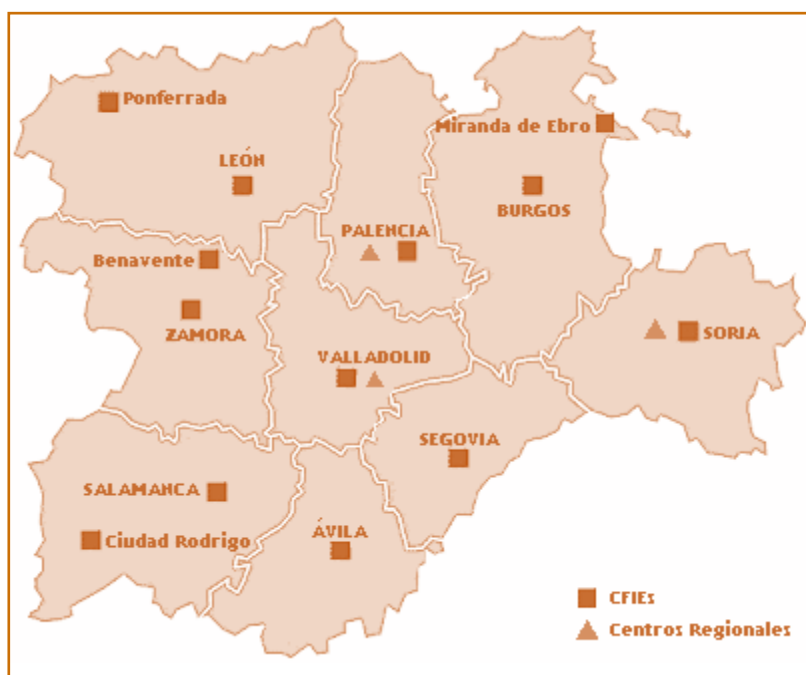 Ponferrada
Miranda de Ebro
LEÓN
BURGOS
PALENCIA
Benavente
ZAMORA
SORIA
VALLADOLID
SEGOVIA
SALAMANCA
Ciudad Rodrigo
ÁVILA
CFIEs
Centros Regionales